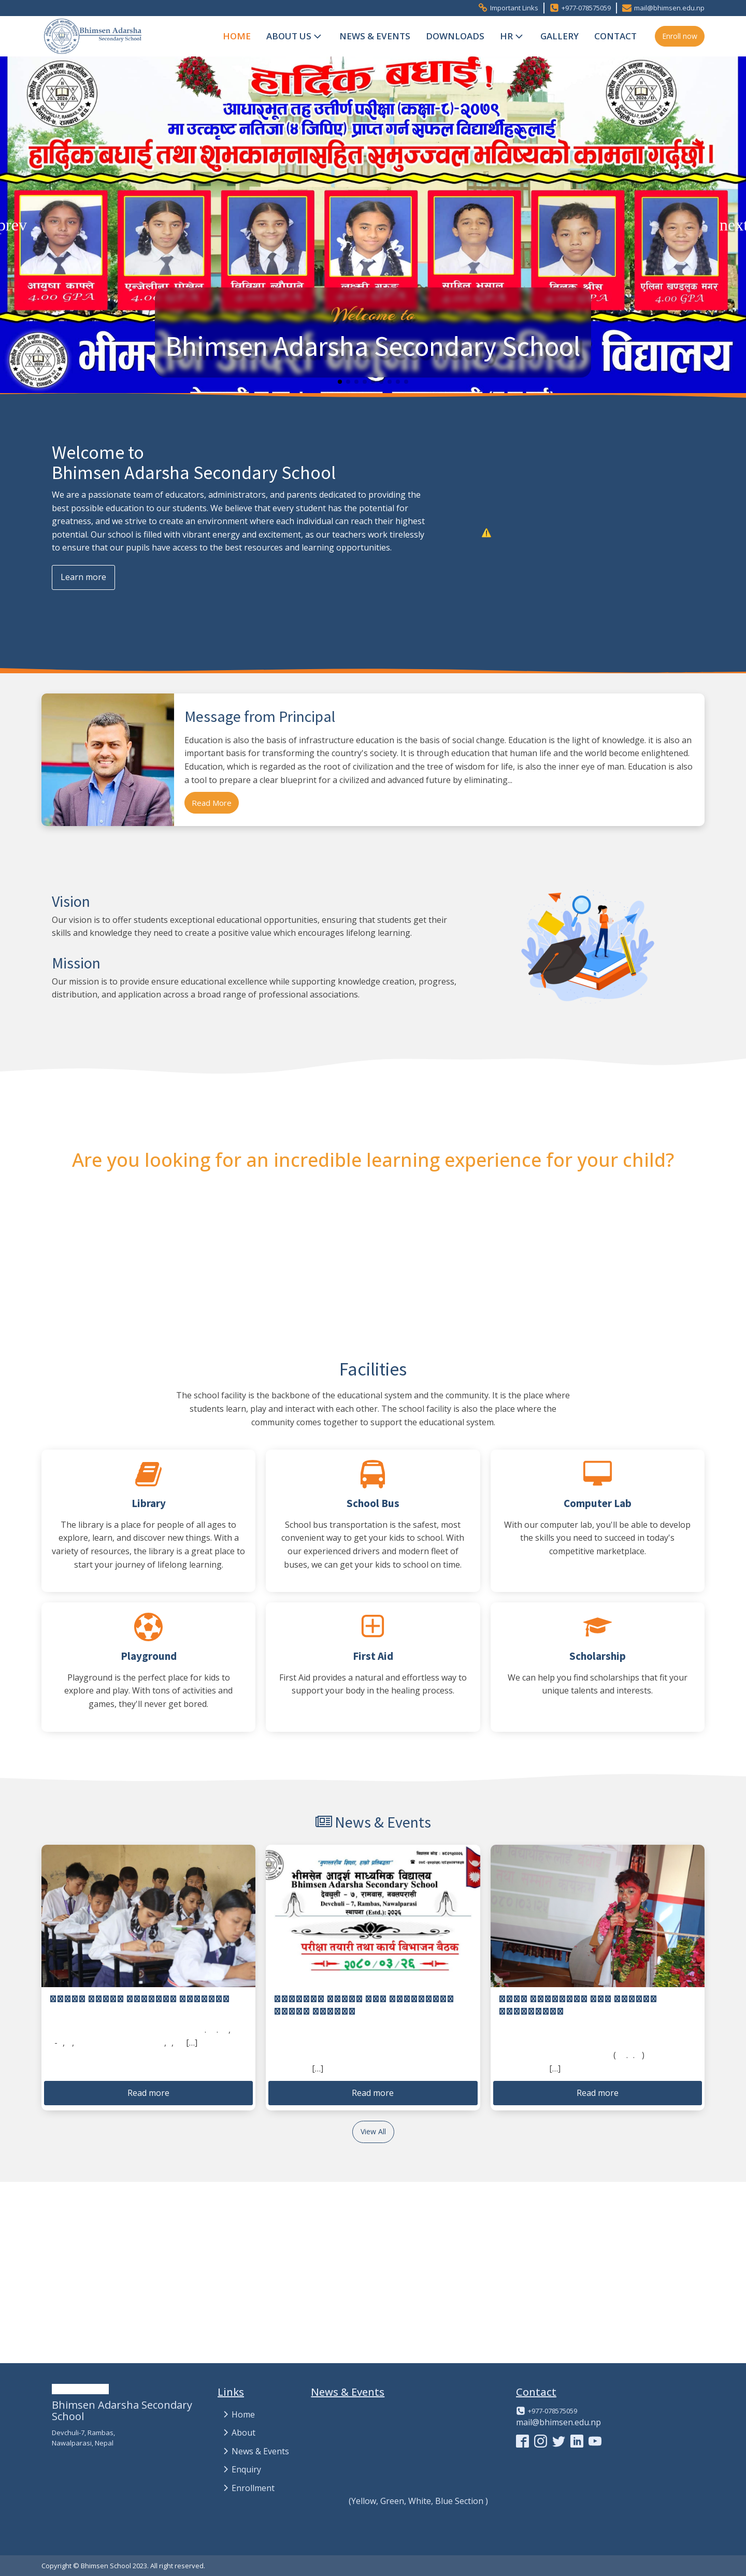 Important Links
+977-078575059
mail@bhimsen.edu.np
Bhimsen Adarsha
Secondary School
HOME
ABOUT US
NEWS & EVENTS
DOWNLOADS
HR
GALLERY
CONTACT
Enroll now
हार्दिक बधाई !
आधारभूत तह उत्तीर्ण परीक्षा (कक्षा-८)-२०७९
मा उत्कृष्ट नतिजा (४ जिपिए) प्राप्त गर्न सफल विद्यार्थीहरूलाई
हार्दिक बधाई तथा शुभकामनासहित समुज्ज्वल भविष्यको कामना गर्दछौं।
prev
next
4.00 GPA
4.00 GPA
4.00 GPA
4.00 GPA
Welcome to
Bhimsen Adarsha Secondary School
विद्यालय
Welcome to
Bhimsen Adarsha Secondary School
We are a passionate team of educators, administrators, and parents dedicated to providing the
best possible education to our students. We believe that every student has the potential for
greatness, and we strive to create an environment where each individual can reach their highest
potential. Our school is filled with vibrant energy and excitement, as our teachers work tirelessly
to ensure that our pupils have access to the best resources and learning opportunities.
Learn more
Message from Principal
Education is also the basis of infrastructure education is the basis of social change. Education is the light of knowledge. it is also an
important basis for transforming the country's society. It is through education that human life and the world become enlightened.
Education, which is regarded as the root of civilization and the tree of wisdom for life, is also the inner eye of man. Education is also
a tool to prepare a clear blueprint for a civilized and advanced future by eliminating...
Read More
Vision
Our vision is to offer students exceptional educational opportunities, ensuring that students get their
skills and knowledge they need to create a positive value which encourages lifelong learning.
Mission
Our mission is to provide ensure educational excellence while supporting knowledge creation, progress,
distribution, and application across a broad range of professional associations.
Are you looking for an incredible learning experience for your child?
Facilities
The school facility is the backbone of the educational system and the community. It is the place where
students learn, play and interact with each other. The school facility is also the place where the
community comes together to support the educational system.
Library
The library is a place for people of all ages to
explore, learn, and discover new things. With a
variety of resources, the library is a great place to
start your journey of lifelong learning.
School Bus
School bus transportation is the safest, most
convenient way to get your kids to school. With
our experienced drivers and modern fleet of
buses, we can get your kids to school on time.
Computer Lab
With our computer lab, you'll be able to develop
the skills you need to succeed in today's
competitive marketplace.
Playground
Playground is the perfect place for kids to
explore and play. With tons of activities and
games, they'll never get bored.
First Aid
First Aid provides a natural and effortless way to
support your body in the healing process.
Scholarship
We can help you find scholarships that fit your
unique talents and interests.
News & Events
भीमसेन आदर्श माध्यमिक विद्यालय
Bhimsen Adarsha Secondary School
देवचुली - ७, रामबास, नवलपरासी
Devchuli - 7, Rambas, Nawalparasi
स्थापना (Estd.): २०२६
परीक्षा तयारी तथा कार्य विभाजन बैठक
२०८०/०३/२६
[...]
[...]
[...]
Read more
Read more
Read more
View All
Bhimsen Adarsha Secondary
School
Devchuli-7, Rambas,
Nawalparasi, Nepal
Links
Home
About
News & Events
Enquiry
Enrollment
News & Events
(Yellow, Green, White, Blue Section )
Contact
+977-078575059
mail@bhimsen.edu.np
Copyright © Bhimsen School 2023. All right reserved.